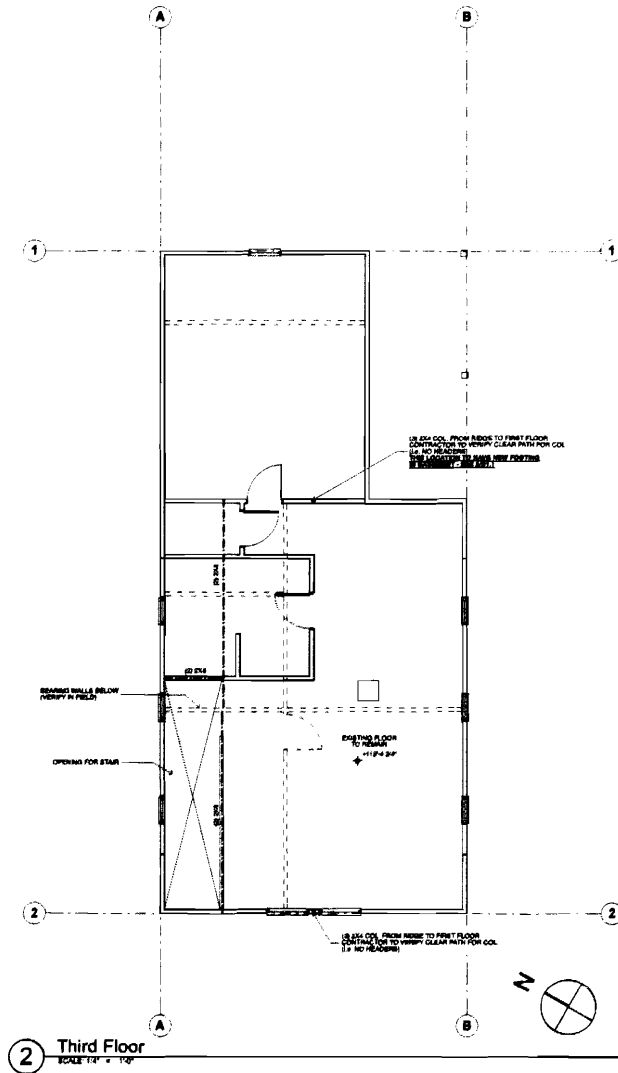 A
B
1
1
(3) 2X4 COL. FROM RIDGE TO FIRST FLOOR
CONTRACTOR TO VERIFY CLEAR PATH FOR COL
(i.e. NO HEADERS)
THIS LOCATION TO HAVE NEW FOOTING
(2) 2X8
(2) 2X8
BEARING WALLS BELOW
(VERIFY IN FIELD)
EXISTING FLOOR
TO REMAIN
OPENING FOR STAIR
2
2
(3) 2X4 COL. FROM RIDGE TO FIRST FLOOR
CONTRACTOR TO VERIFY CLEAR PATH FOR COL
(i.e. NO HEADERS)
N
A
B
2
Third Floor
SCALE: 1/4" = 1'-0"